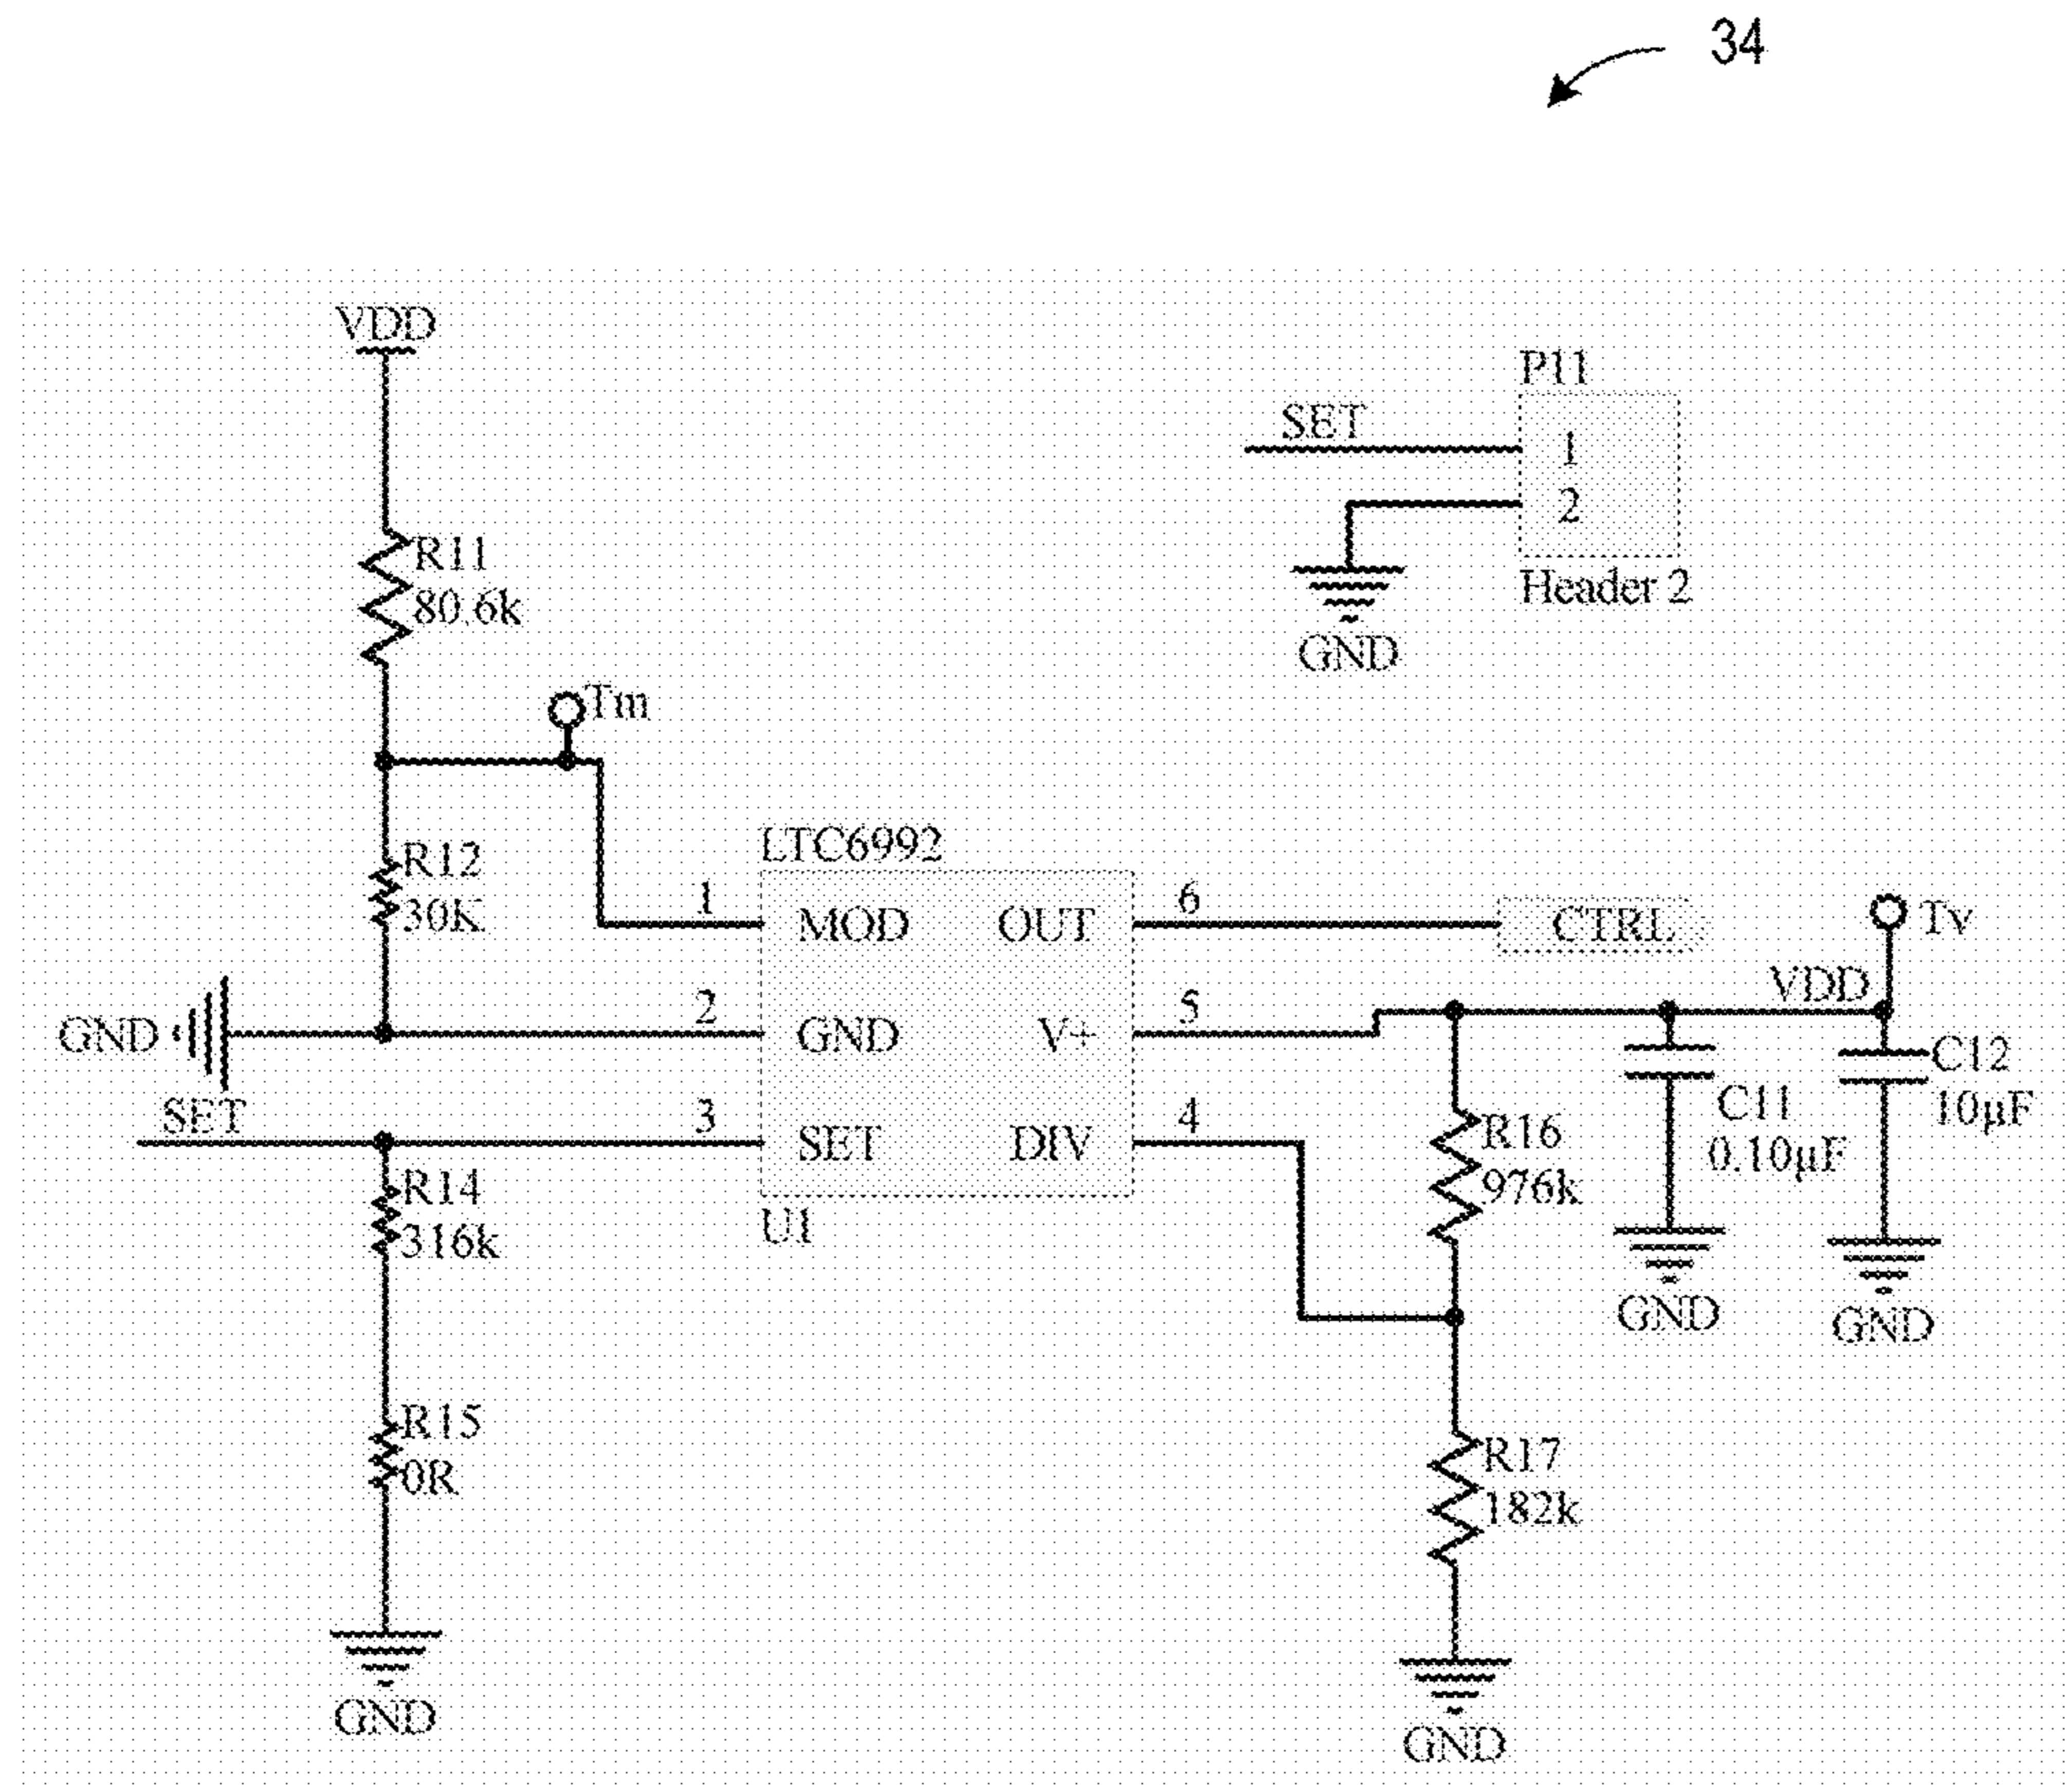 34
VDD
P11
SET
1
2
Header 2
GND
R11
80.6k
Tm
R12
30K
LTC6992
1
MOD
OUT
6
CTRL
Tv
GND
2
GND
V+
5
VDD
SET
3
SET
DIV
4
U1
R14
316k
R16
976k
C11
0.10µF
C12
10µF
GND
GND
R15
0R
R17
182k
GND
GND